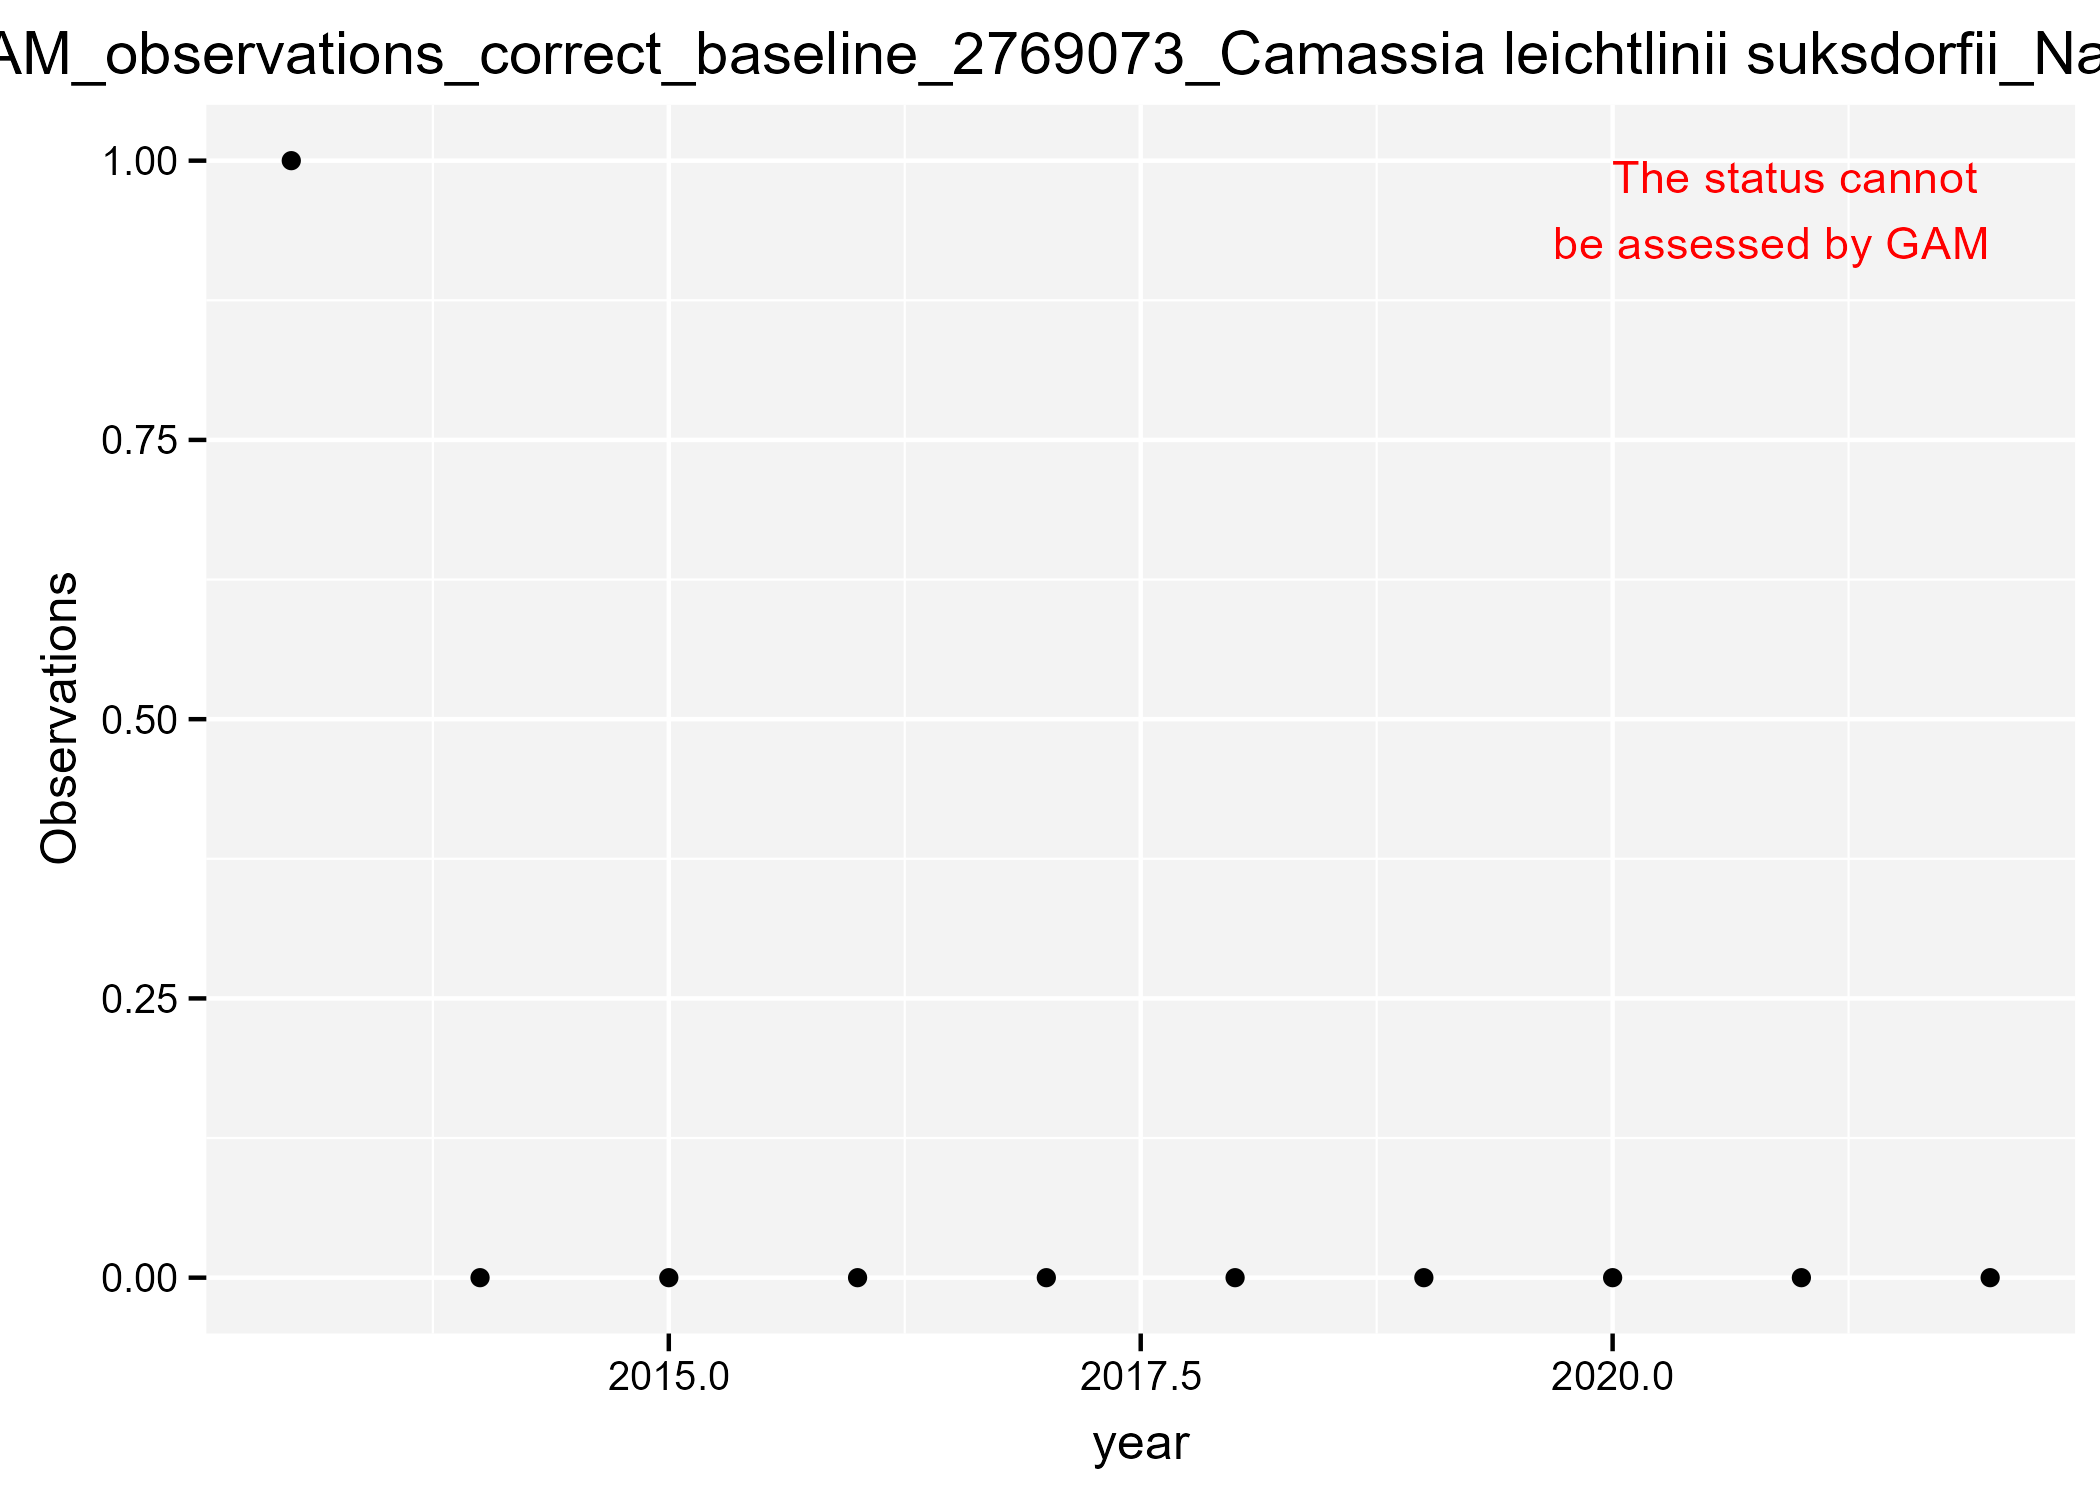 AM_observations_correct_baseline_2769073_Camassia leichtlinii suksdorfii_Na
1.00
The status cannot
be assessed by GAM
0.75
Observations
0.50
0.25
0.00
2015.0
2017.5
2020.0
year